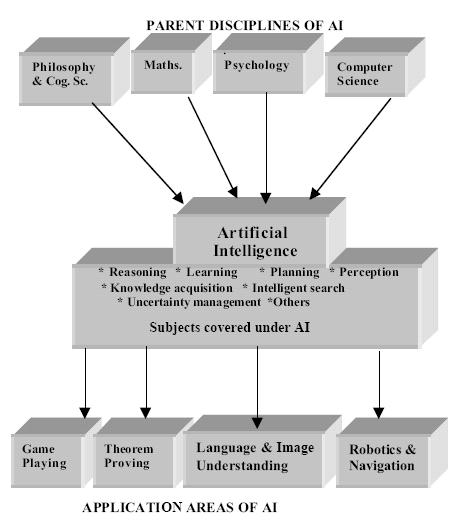 PARENT DISCIPLINES OF AI
Philosophy
& Cog. Sc.
Maths.
Psychology
Computer
Science
Artificial
Intelligence
* Reasoning * Learning * Planning * Perception
* Knowledge acquisition * Intelligent search
* Uncertainty management *Others
Subjects covered under AI
Game
Playing
Theorem
Proving
Language & Image
Understanding
Robotics &
Navigation
APPLICATION AREAS OF AI